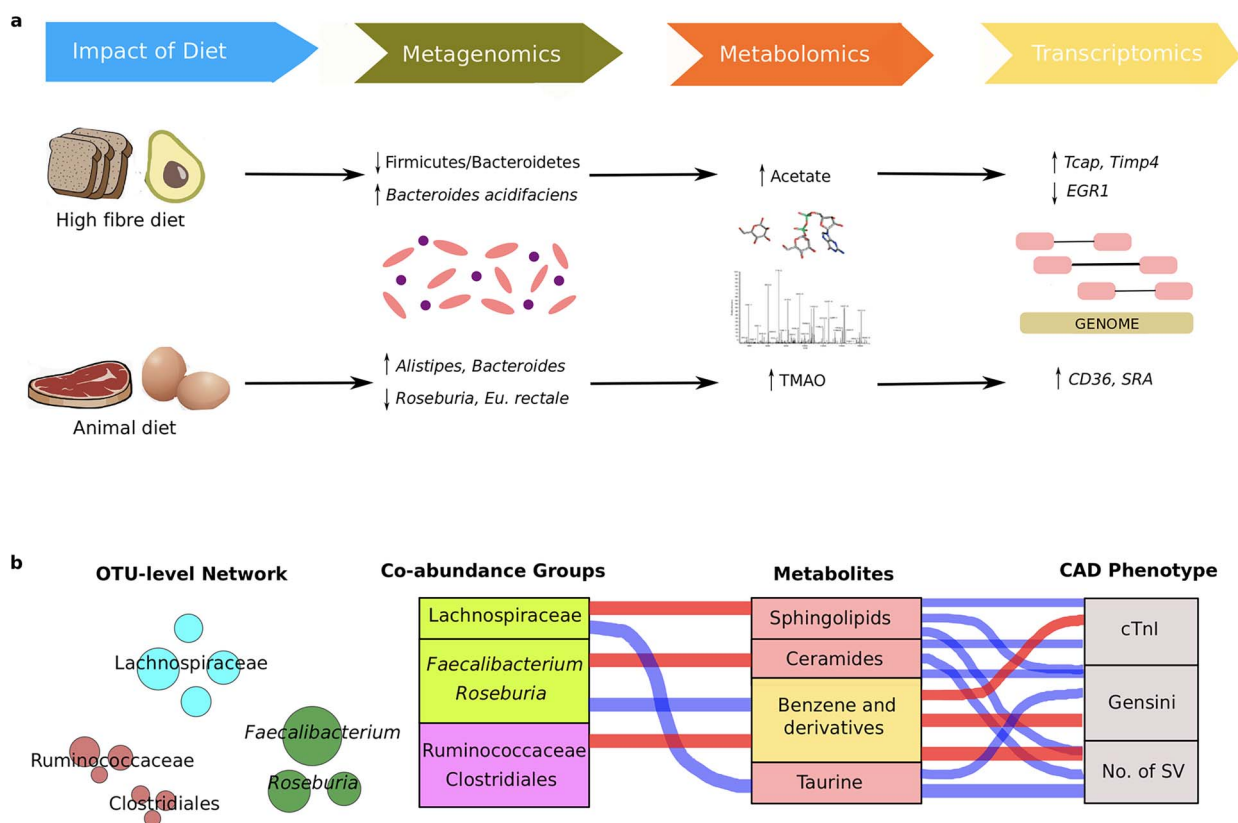 a
Impact of Diet
Metagenomics
Metabolomics
Transcriptomics
High fibre diet
↓ Firmicutes/Bacteroidetes
↑ Bacteroides acidifaciens
↑ Acetate
↑ Tcap, Timp4
↓ EGR1
GENOME
Animal diet
↑ Alistipes, Bacteroides
↓ Roseburia, Eu. rectale
↑ TMAO
↑ CD36, SRA
b
OTU-level Network
Lachnospiraceae
Faecalibacterium
Ruminococcaceae
Roseburia
Clostridiales
Co-abundance Groups
Lachnospiraceae
Faecalibacterium
Roseburia
Ruminococcaceae
Clostridiales
Metabolites
Sphingolipids
Ceramides
Benzene and
derivatives
Taurine
CAD Phenotype
cTnI
Gensini
No. of SV